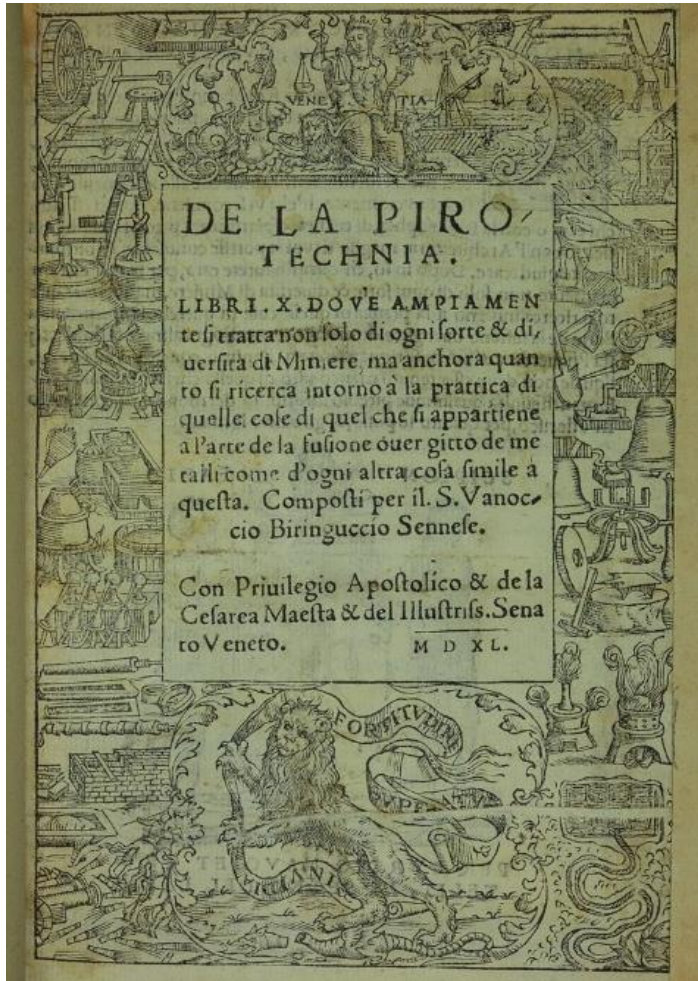 VENE TIA
DE LA PIRO-
TECHNIA.
LIBRI . X . DOVE AMPIAMEN
te si tratta non solo di ogni sorte & di,
uersita di Miniere, ma anchora quan
to si ricerca intorno à la prattica di
quelle cose di quel che si appartiene
a l'arte de la fusione ouer gitto de me
talli come d'ogni altra cosa simile a
questa. Composti per il. S. Vanoc-
cio Biringuccio Sennese.
Con Priuilegio Apostolico & de la
Cesarea Maesta & del Illustriss. Sena
to Veneto. M D XL.
FORTITVDINE
INVIDIA